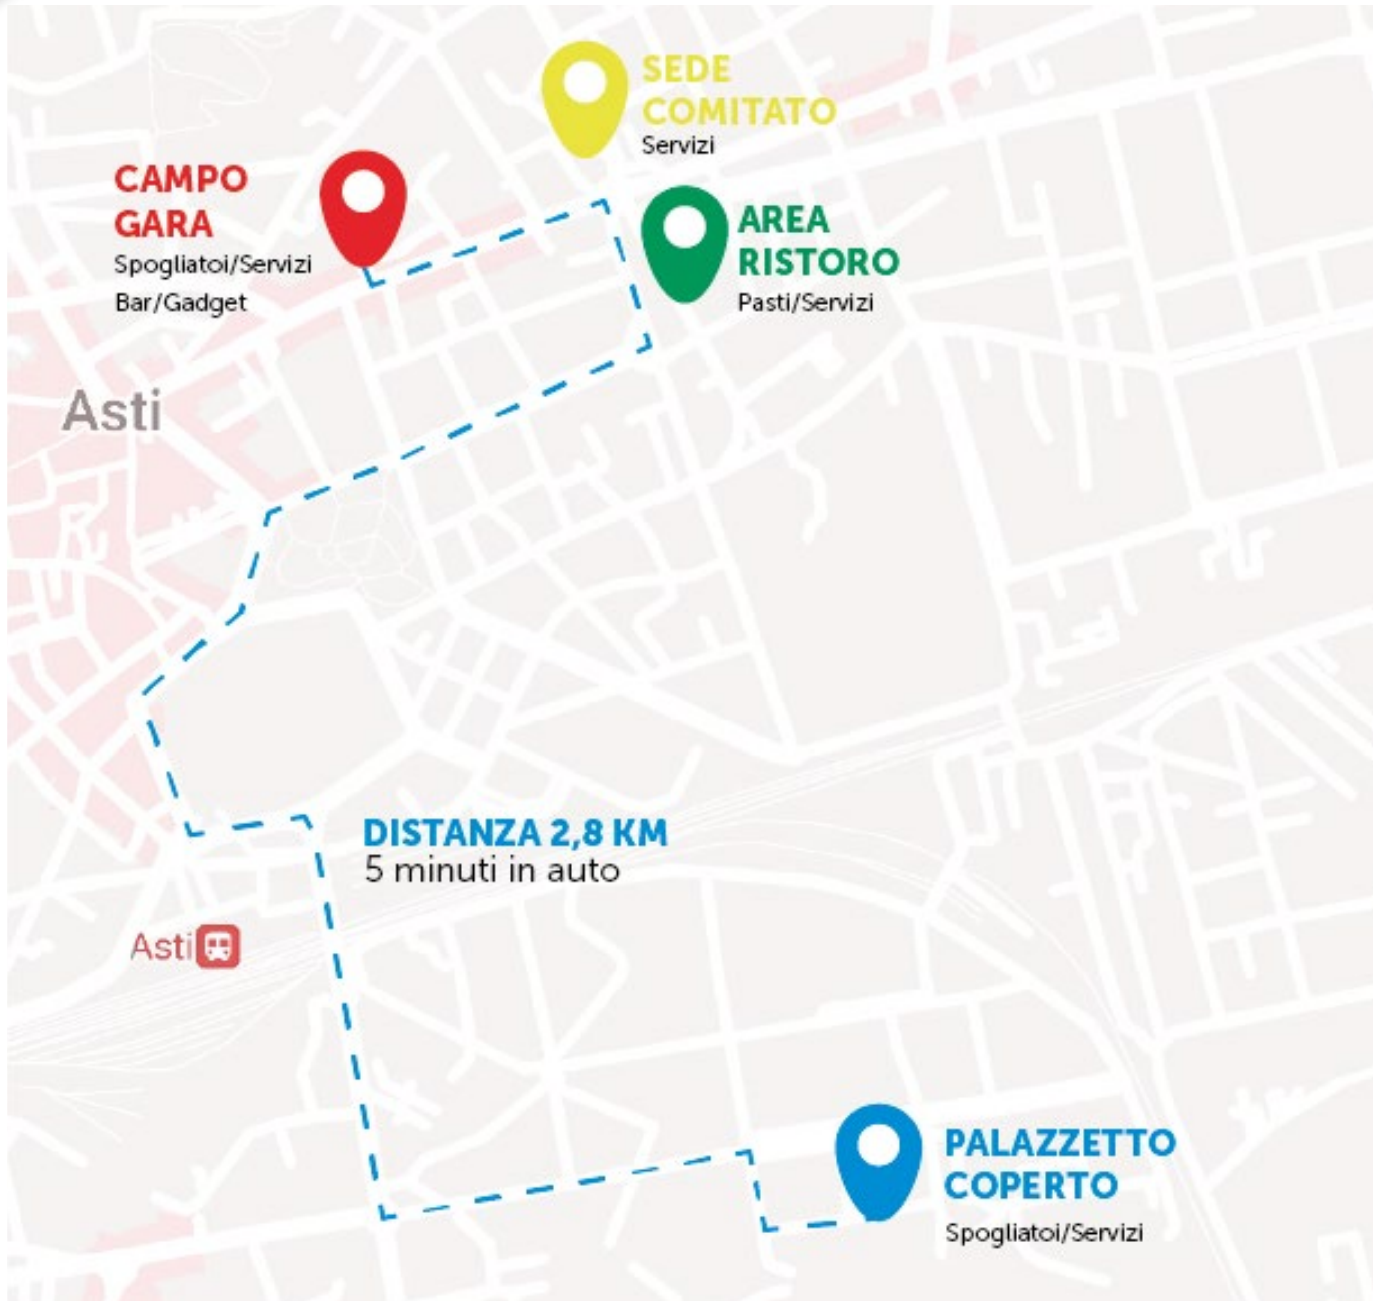 SEDE
COMITATO
Servizi
CAMPO
GARA
Spogliatoi/Servizi
Bar/Gadget
AREA
RISTORO
Pasti/Servizi
Asti
DISTANZA 2,8 KM
5 minuti in auto
Asti
PALAZZETTO
COPERTO
Spogliatoi/Servizi